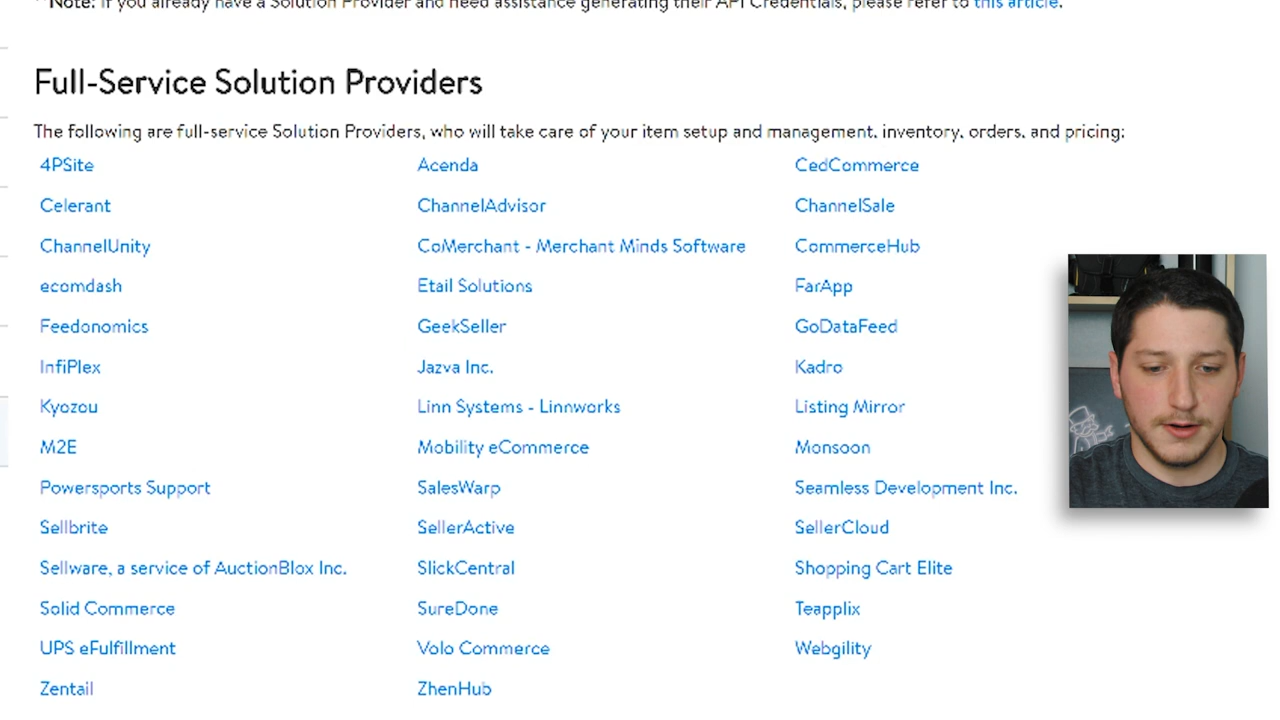 **Note: If you already have a Solution Provider and need assistance generating their API Credentials, please refer to this article.
Full-Service Solution Providers
The following are full-service Solution Providers, who will take care of your item setup and management, inventory, orders, and pricing:
4PSite Acenda CedCommerce
Celerant ChannelAdvisor ChannelSale
ChannelUnity CoMerchant - Merchant Minds Software CommerceHub
ecomdash Etail Solutions FarApp
Feedonomics GeekSeller GoDataFeed
InfiPlex Jazva Inc. Kadro
Kyozou Linn Systems - Linnworks Listing Mirror
M2E Mobility eCommerce Monsoon
Powersports Support SalesWarp Seamless Development Inc.
Sellbrite SellerActive SellerCloud
Sellware, a service of AuctionBlox Inc. SlickCentral Shopping Cart Elite
Solid Commerce SureDone Teapplix
UPS eFulfillment Volo Commerce Webgility
Zentail ZhenHub